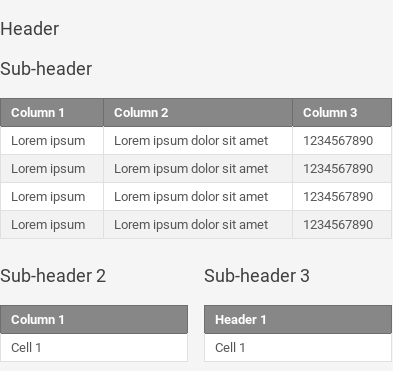 Header
Sub-header
Column 1 Column 2 Column 3
Lorem ipsum Lorem ipsum dolor sit amet 1234567890
Lorem ipsum Lorem ipsum dolor sit amet 1234567890
Lorem ipsum Lorem ipsum dolor sit amet 1234567890
Lorem ipsum Lorem ipsum dolor sit amet 1234567890
Sub-header 2 Sub-header 3
Column 1 Header 1
Cell 1 Cell 1